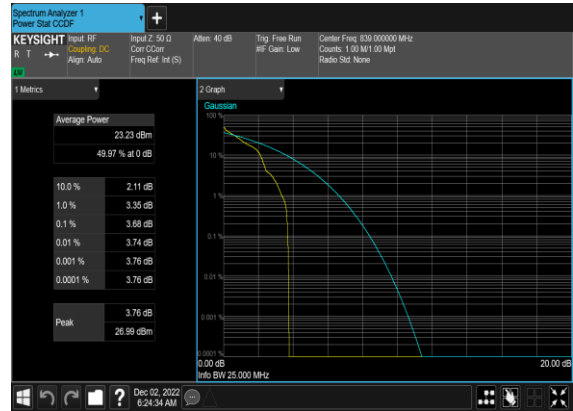 Spectrum Analyzer 1
Power Stat CCDF
KEYSIGHT Input: RF Input Z: 50 Ω Atten: 40 dB Trig: Free Run Center Freq: 839.000000 MHz
R T Coupling: DC Corr CCorr #IF Gain: Low Counts: 1.00 M/1.00 Mpt
Align: Auto Freq Ref: Int (S) Radio Std: None
1 Metrics
2 Graph
Average Power
23.23 dBm
49.97 % at 0 dB
10.0 % 2.11 dB
1.0 % 3.35 dB
0.1 % 3.68 dB
0.01 % 3.74 dB
0.001 % 3.76 dB
0.0001 % 3.76 dB
Peak 3.76 dB
26.99 dBm
Gaussian
100 %
10 %
1 %
0.1 %
0.01 %
0.001 %
0.0001 %
0.00 dB 20.00 dB
Info BW 25.000 MHz
? Dec 02, 2022
6:24:34 AM